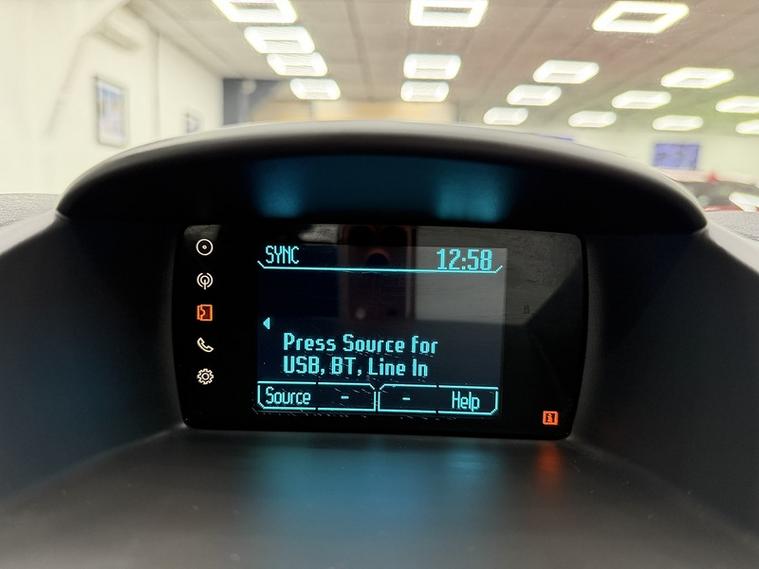 SYNC 12:58
Press Source for
USB, BT, Line In
Source - - Help